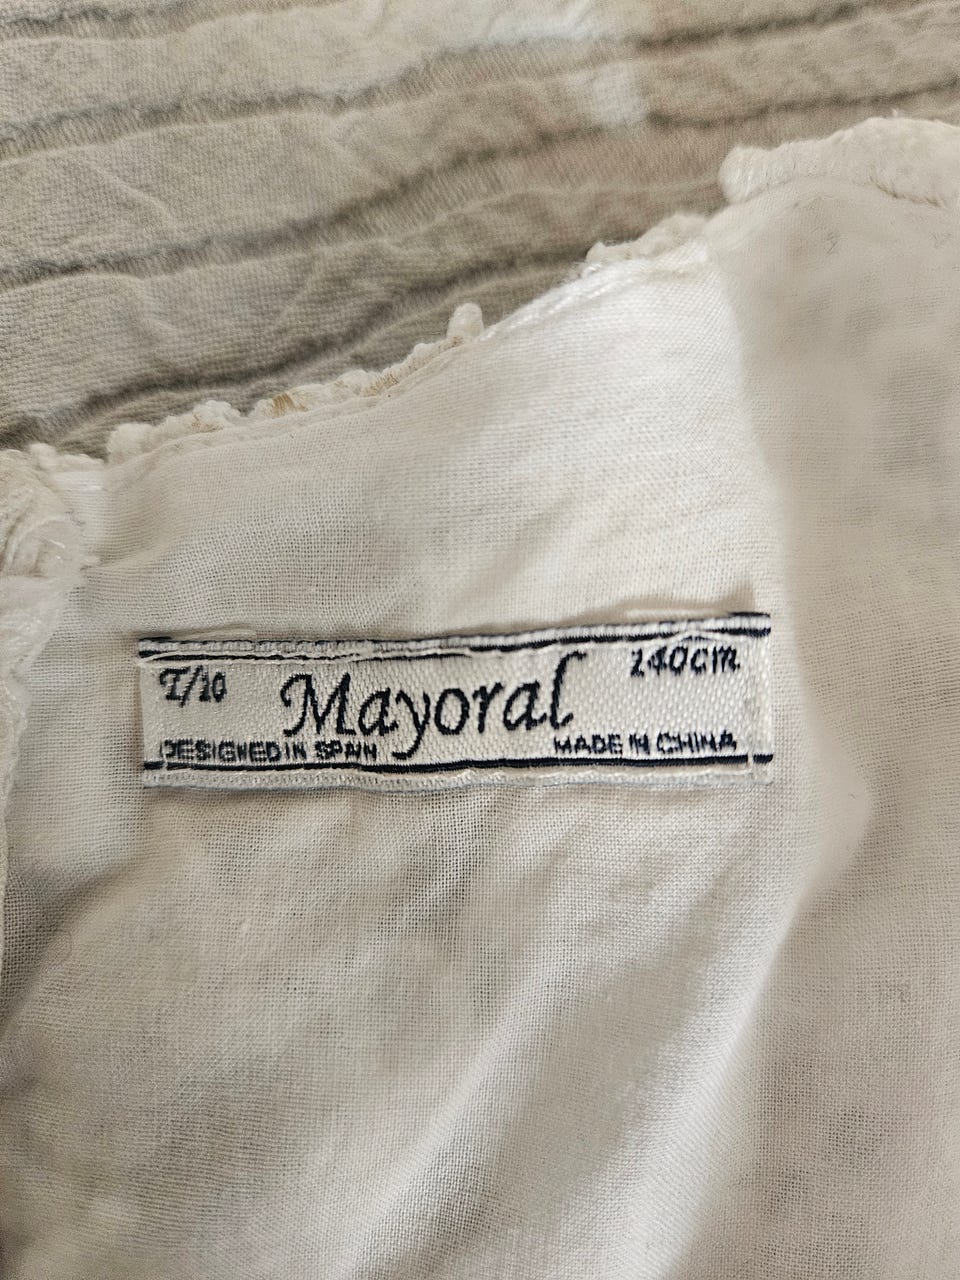 T/10 Mayoral 140cm
DESIGNED IN SPAIN MADE IN CHINA